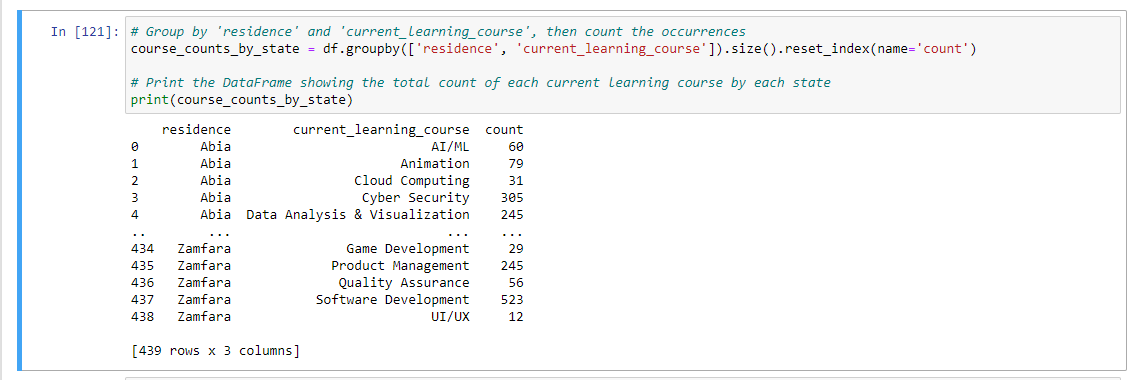 In [121]: # Group by 'residence' and 'current_learning_course', then count the occurrences
course_counts_by_state = df.groupby(['residence', 'current_learning_course']).size().reset_index(name='count')
# Print the DataFrame showing the total count of each current learning course by each state
print(course_counts_by_state)
residence current_learning_course count
0 Abia AI/ML 60
1 Abia Animation 79
2 Abia Cloud Computing 31
3 Abia Cyber Security 305
4 Abia Data Analysis & Visualization 245
.. ... ... ...
434 Zamfara Game Development 29
435 Zamfara Product Management 245
436 Zamfara Quality Assurance 56
437 Zamfara Software Development 523
438 Zamfara UI/UX 12
[439 rows x 3 columns]